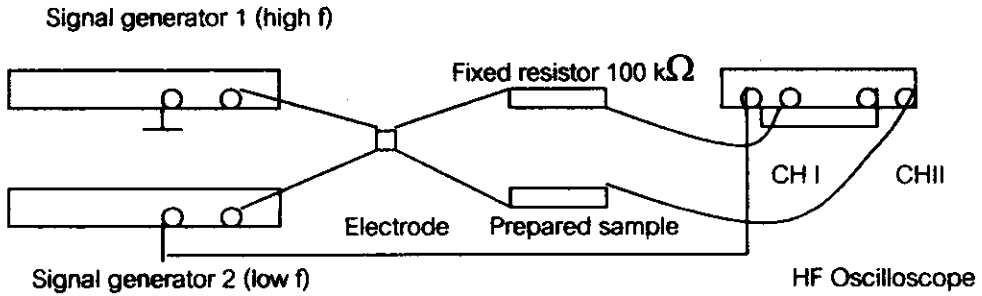 Signal generator 1 (high f)
Fixed resistor 100 kΩ
CH I
CHII
Electrode
Prepared sample
Signal generator 2 (low f)
HF Oscilloscope